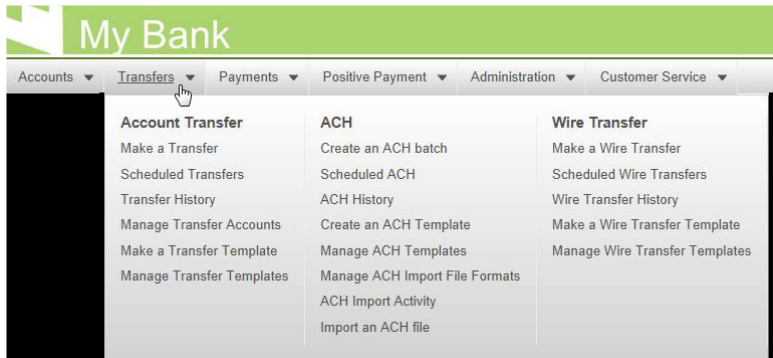 My Bank
Accounts Transfers Payments Positive Payment Administration Customer Service
Account Transfer
Make a Transfer
Scheduled Transfers
Transfer History
Manage Transfer Accounts
Make a Transfer Template
Manage Transfer Templates
ACH
Create an ACH batch
Scheduled ACH
ACH History
Create an ACH Template
Manage ACH Templates
Manage ACH Import File Formats
ACH Import Activity
Import an ACH file
Wire Transfer
Make a Wire Transfer
Scheduled Wire Transfers
Wire Transfer History
Make a Wire Transfer Template
Manage Wire Transfer Templates